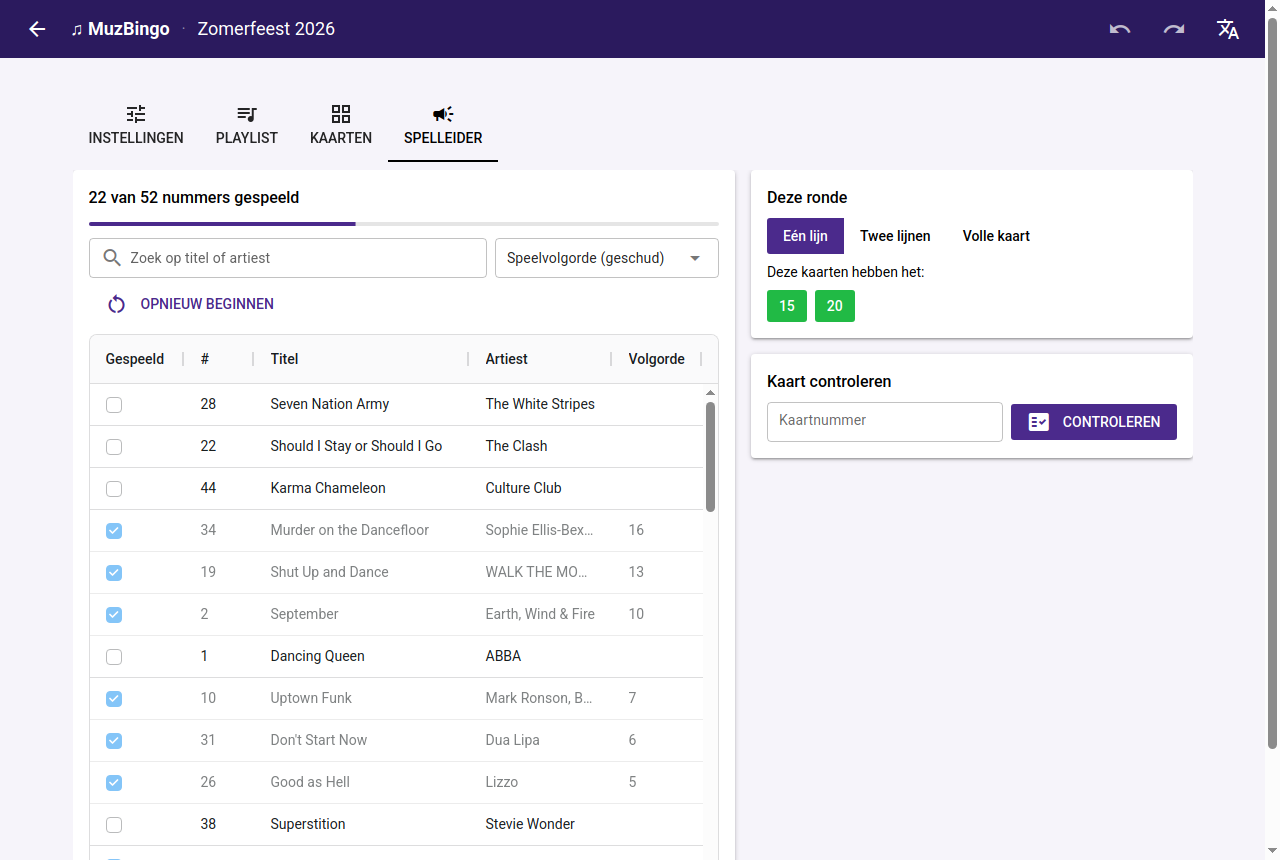 ♫ MuzBingo · Zomerfeest 2026
INSTELLINGEN PLAYLIST KAARTEN SPELLEIDER
22 van 52 nummers gespeeld
Zoek op titel of artiest Speelvolgorde (geschud)
OPNIEUW BEGINNEN
Gespeeld # Titel Artiest Volgorde
28 Seven Nation Army The White Stripes
22 Should I Stay or Should I Go The Clash
44 Karma Chameleon Culture Club
34 Murder on the Dancefloor Sophie Ellis-Bex… 16
19 Shut Up and Dance WALK THE MO… 13
2 September Earth, Wind & Fire 10
1 Dancing Queen ABBA
10 Uptown Funk Mark Ronson, B… 7
31 Don't Start Now Dua Lipa 6
26 Good as Hell Lizzo 5
38 Superstition Stevie Wonder
Deze ronde
Eén lijn Twee lijnen Volle kaart
Deze kaarten hebben het:
15 20
Kaart controleren
Kaartnummer CONTROLEREN